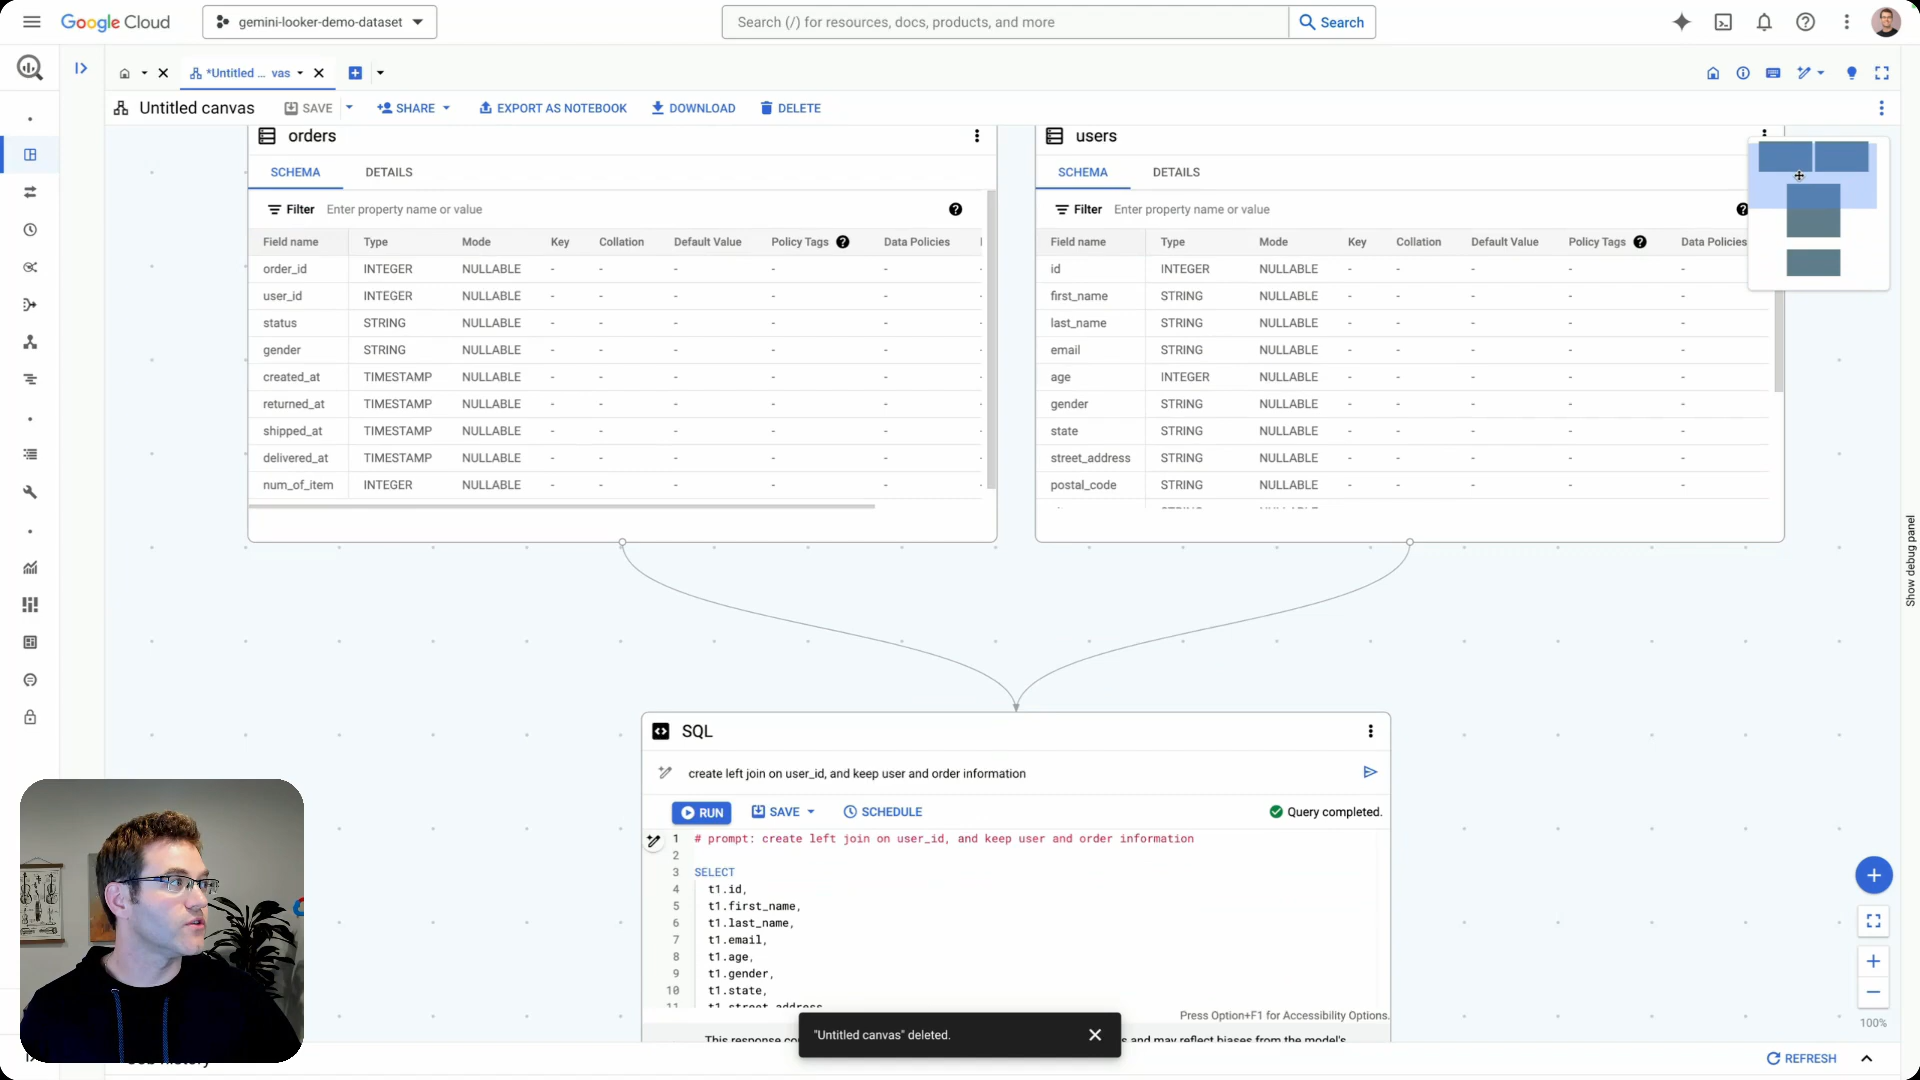 Google Cloud
gemini-looker-demo-dataset
Search (/) for resources, docs, products, and more
Search
*Untitled ... vas
Untitled canvas
SAVE
SHARE
EXPORT AS NOTEBOOK
DOWNLOAD
DELETE
orders
SCHEMA
DETAILS
Filter Enter property name or value
Field name Type Mode Key Collation Default Value Policy Tags Data Policies
order_id INTEGER NULLABLE - - - - - -
user_id INTEGER NULLABLE - - - - - -
status STRING NULLABLE - - - - - -
gender STRING NULLABLE - - - - - -
created_at TIMESTAMP NULLABLE - - - - - -
returned_at TIMESTAMP NULLABLE - - - - - -
shipped_at TIMESTAMP NULLABLE - - - - - -
delivered_at TIMESTAMP NULLABLE - - - - - -
num_of_item INTEGER NULLABLE - - - - - -
users
SCHEMA
DETAILS
Filter Enter property name or value
Field name Type Mode Key Collation Default Value Policy Tags Data Policies
id INTEGER NULLABLE - - - - -
first_name STRING NULLABLE - - - - -
last_name STRING NULLABLE - - - - -
email STRING NULLABLE - - - - -
age INTEGER NULLABLE - - - - -
gender STRING NULLABLE - - - - -
state STRING NULLABLE - - - - -
street_address STRING NULLABLE - - - - -
postal_code STRING NULLABLE - - - - -
Show debug panel
SQL
create left join on user_id, and keep user and order information
RUN
SAVE
SCHEDULE
Query completed.
1 # prompt: create left join on user_id, and keep user and order information
2
3 SELECT
4 t1.id,
5 t1.first_name,
6 t1.last_name,
7 t1.email,
8 t1.age,
9 t1.gender,
10 t1.state,
11 t1.street_address
Press Option+F1 for Accessibility Options.
This response
and may reflect biases from the model's
"Untitled canvas" deleted.
100%
REFRESH